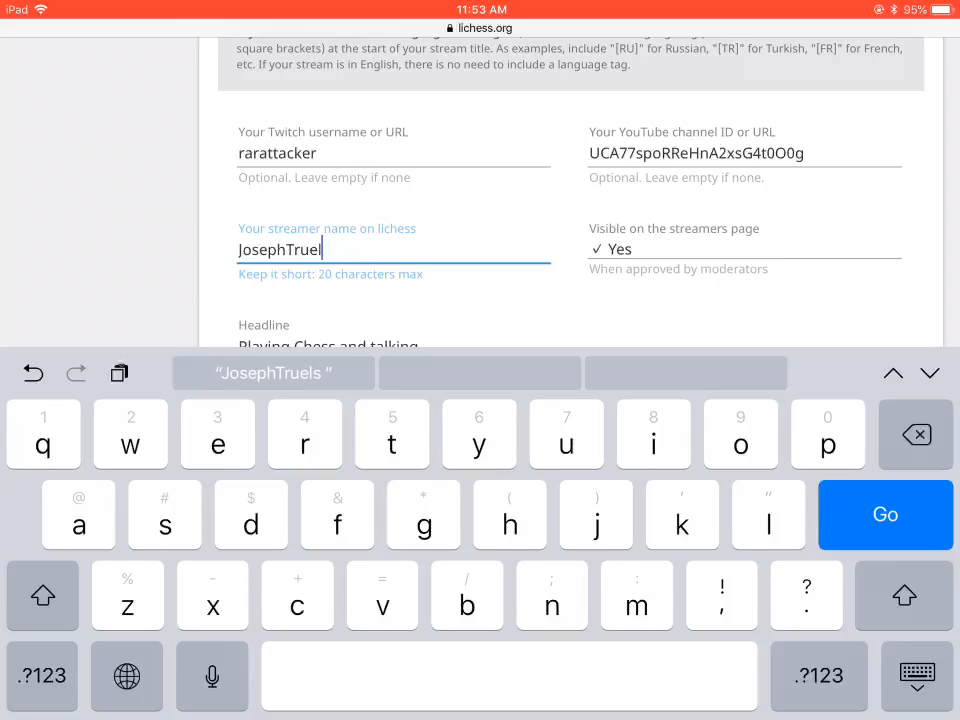 iPad 11:53 AM 95%
lichess.org
square brackets) at the start of your stream title. As examples, include "[RU]" for Russian, "[TR]" for Turkish, "[FR]" for French,
etc. If your stream is in English, there is no need to include a language tag.
Your Twitch username or URL
rarattacker
Optional. Leave empty if none
Your YouTube channel ID or URL
UCA77spoRReHnA2xsG4t0O0g
Optional. Leave empty if none.
Your streamer name on lichess
JosephTruel
Keep it short: 20 characters max
Visible on the streamers page
✓ Yes
When approved by moderators
Headline
Playing Chess and talking
“JosephTruels ”
1 2 3 4 5 6 7 8 9 0
q w e r t y u i o p
@ # $ & * ( ) ' "
a s d f g h j k l Go
% - + = / ; : ! ?
z x c v b n m , .
.?123 .?123